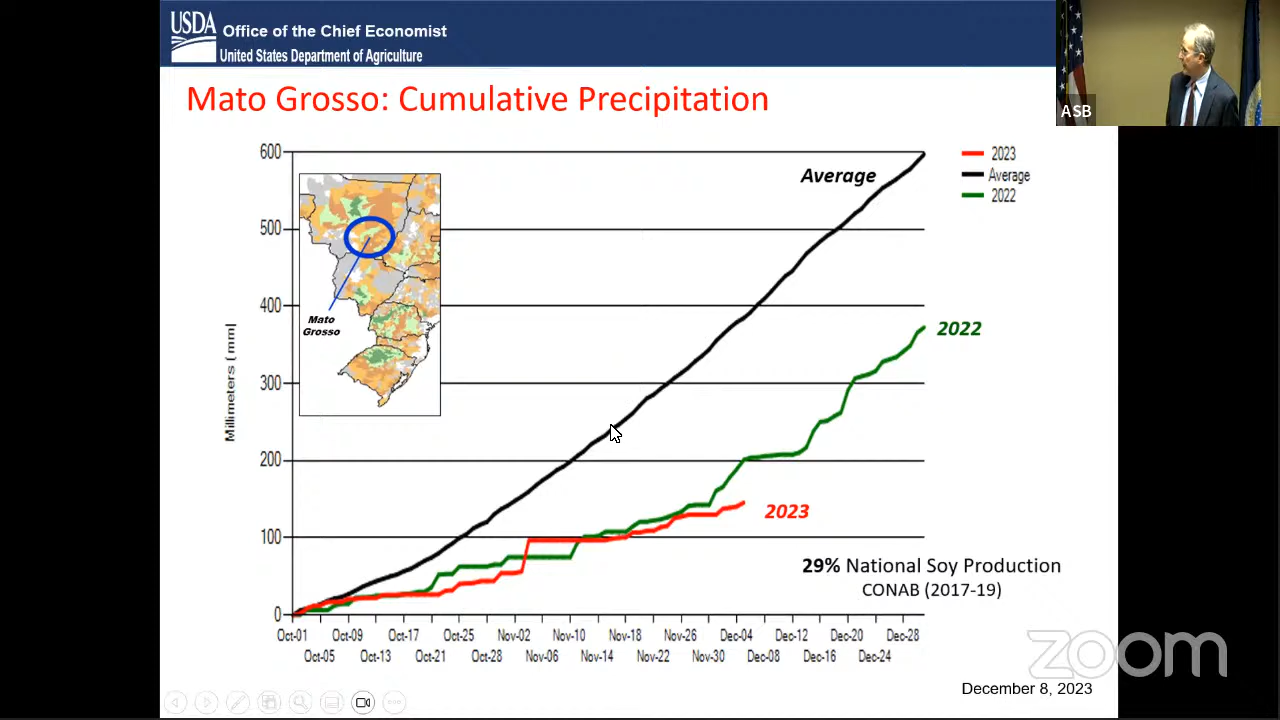 USDA
Office of the Chief Economist
United States Department of Agriculture
ASB
Mato Grosso: Cumulative Precipitation
600
500
400
300
200
100
0
Millimeters (mm)
Mato
Grosso
Average
2022
2023
2023
Average
2022
29% National Soy Production
CONAB (2017-19)
Oct-01 Oct-09 Oct-17 Oct-25 Nov-02 Nov-10 Nov-18 Nov-26 Dec-04 Dec-12 Dec-20 Dec-28
Oct-05 Oct-13 Oct-21 Oct-28 Nov-06 Nov-14 Nov-22 Nov-30 Dec-08 Dec-16 Dec-24
zoom
December 8, 2023